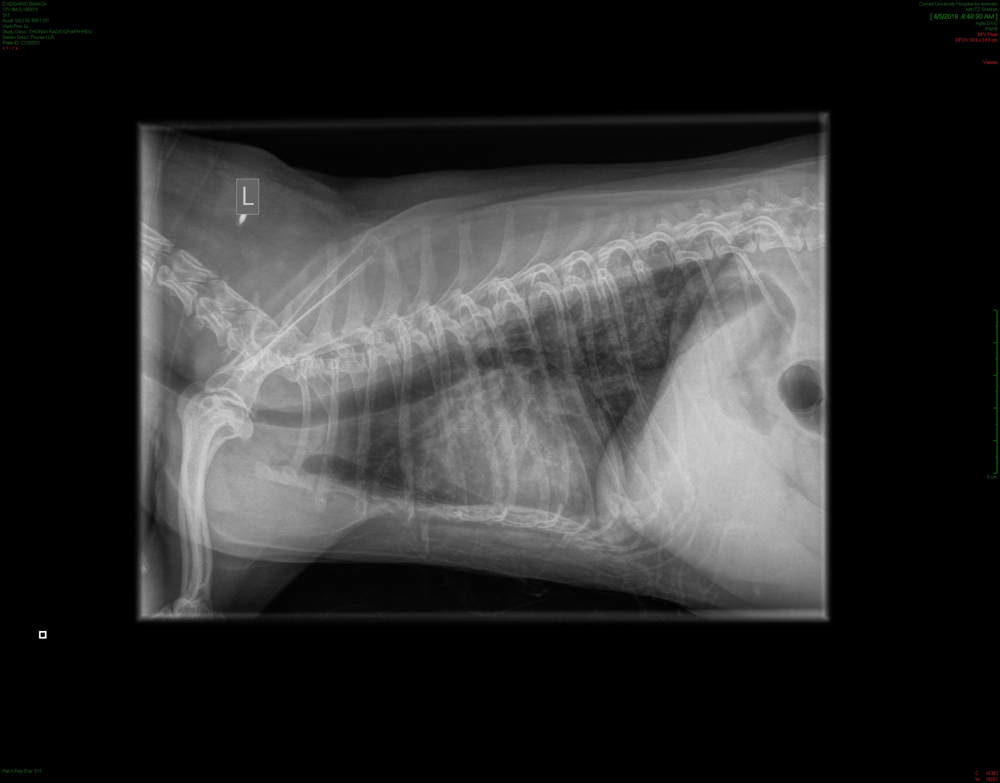 D'ADDARIO BIANCA
13Y 8M,S,185974
SI:1
Acc#: 502156-350-1331
View Pos: LL
Study Desc: THORAX RADIOGRAPH-REO
Series Desc: Thorax LLR
Plate ID: C132001I
< 1 - 1 >
Cornell University Hospital for Animals
MINTZ SHANA
[ 4/5/2018 ,8:48:30 AM ]
Agfa DX-G
PAH8
94% Pixel
DFOV 30.6 x 24.0 cm
Viewer
L
5 cm
Rel X Ray Exp: 515
C 16383
W 10267